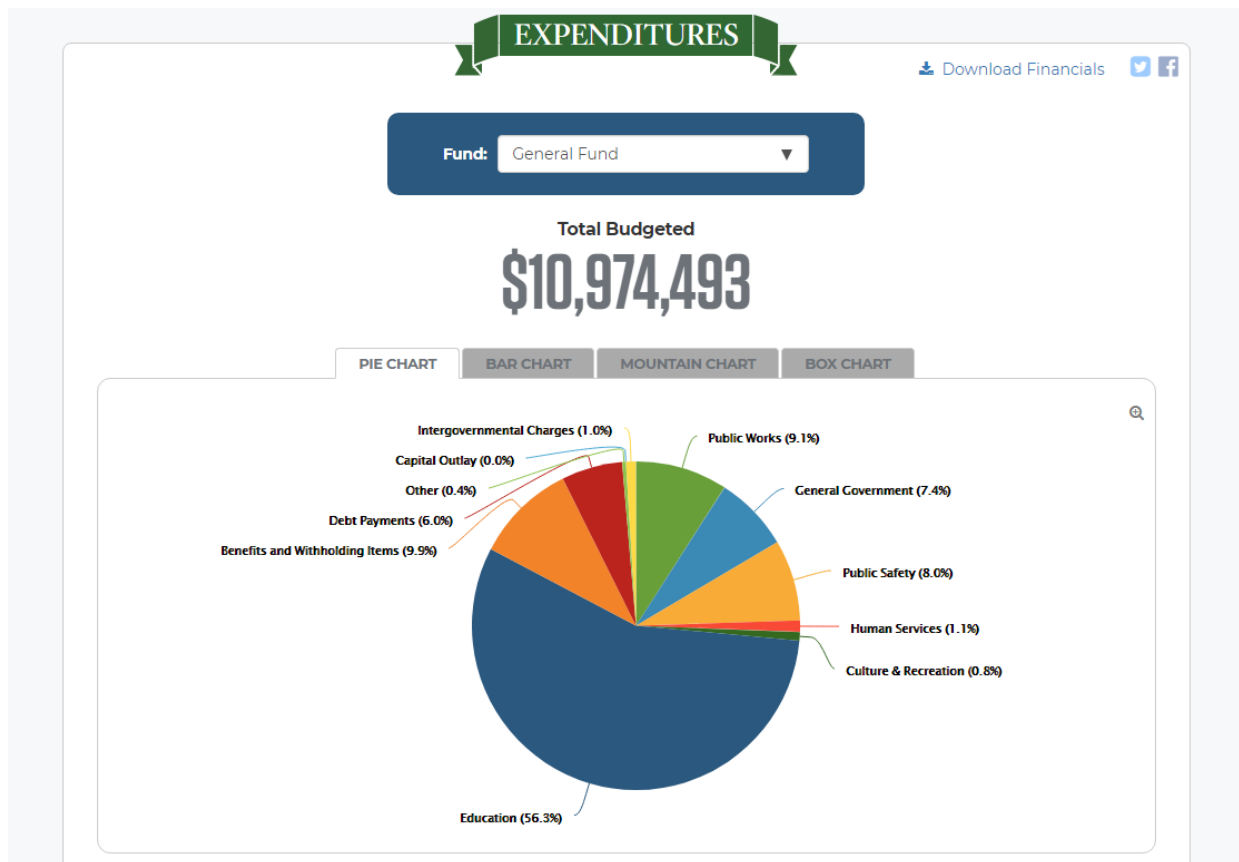 EXPENDITURES
Download Financials
Fund: General Fund
Total Budgeted
$10,974,493
PIE CHART
BAR CHART
MOUNTAIN CHART
BOX CHART
Intergovernmental Charges (1.0%)
Public Works (9.1%)
Capital Outlay (0.0%)
Other (0.4%)
General Government (7.4%)
Debt Payments (6.0%)
Benefits and Withholding Items (9.9%)
Public Safety (8.0%)
Human Services (1.1%)
Culture & Recreation (0.8%)
Education (56.3%)